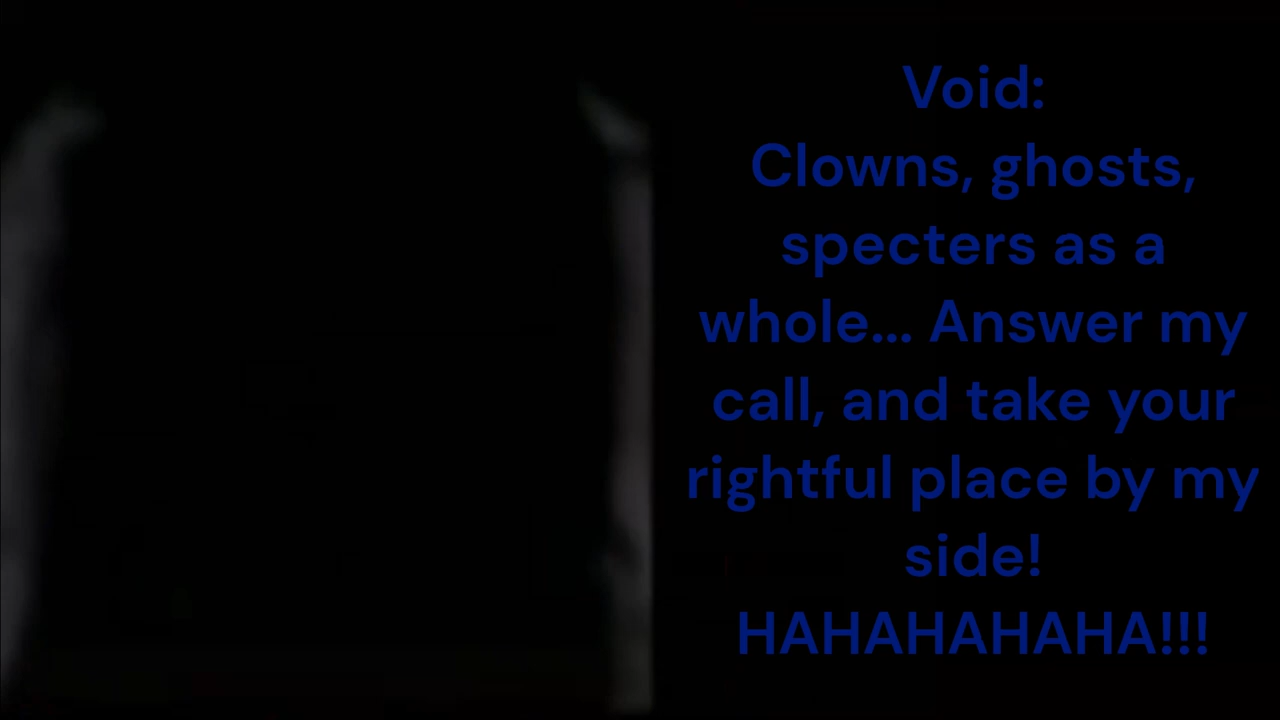 Void:
Clowns, ghosts,
specters as a
whole... Answer my
call, and take your
rightful place by my
side!
HAHAHAHAHA!!!